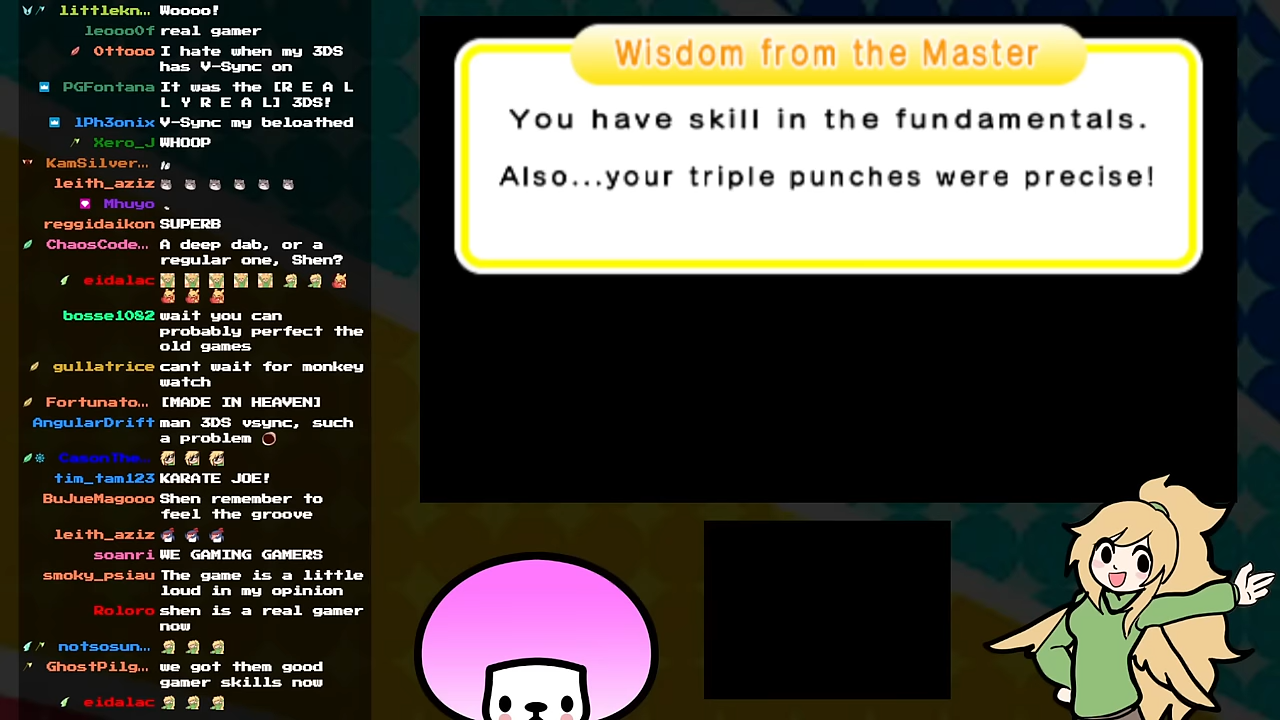 littlekn... Woooo!
leooo0f real gamer
Ottooo I hate when my 3DS
has V-Sync on
PGFontana It was the [R E A L
L Y R E A L] 3DS!
lPh3onix V-Sync my beloathed
Xero_J WHOOP
KamSilver...
leith_aziz
Mhuyo
reggidaikon SUPERB
ChaosCode... A deep dab, or a
regular one, Shen?
eidalac
bosse1082 wait you can
probably perfect the
old games
gullatrice cant wait for monkey
watch
Fortunato... [MADE IN HEAVEN]
AngularDrift man 3DS vsync, such
a problem
CasonThe...
tim_tam123 KARATE JOE!
BuJueMagooo Shen remember to
feel the groove
leith_aziz
soanri WE GAMING GAMERS
smoky_psiau The game is a little
loud in my opinion
Roloro shen is a real gamer
now
notsosun...
GhostPilg... we got them good
gamer skills now
eidalac
Wisdom from the Master
You have skill in the fundamentals.
Also...your triple punches were precise!